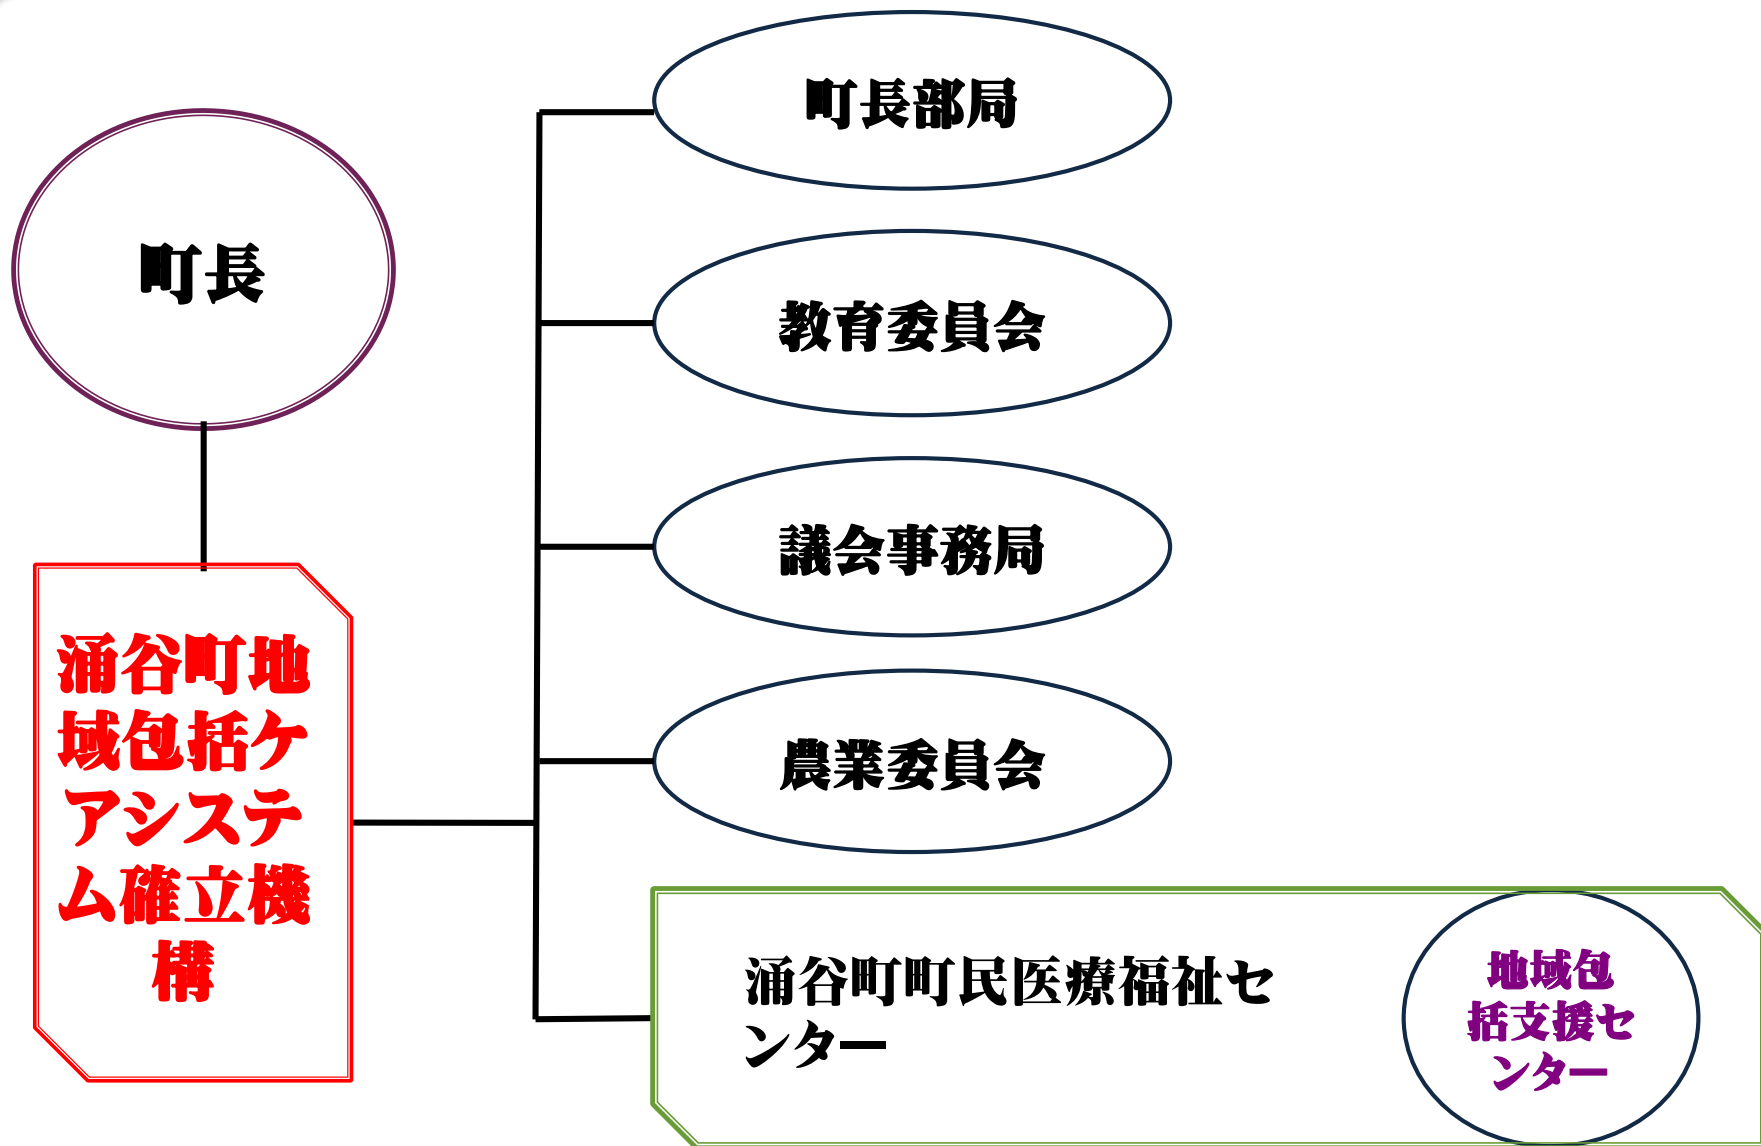 町長
涌谷町地
域包括ケ
アシステ
ム確立機
構
町長部局
教育委員会
議会事務局
農業委員会
涌谷町町民医療福祉セ
ンター
地域包
括支援セ
ンター